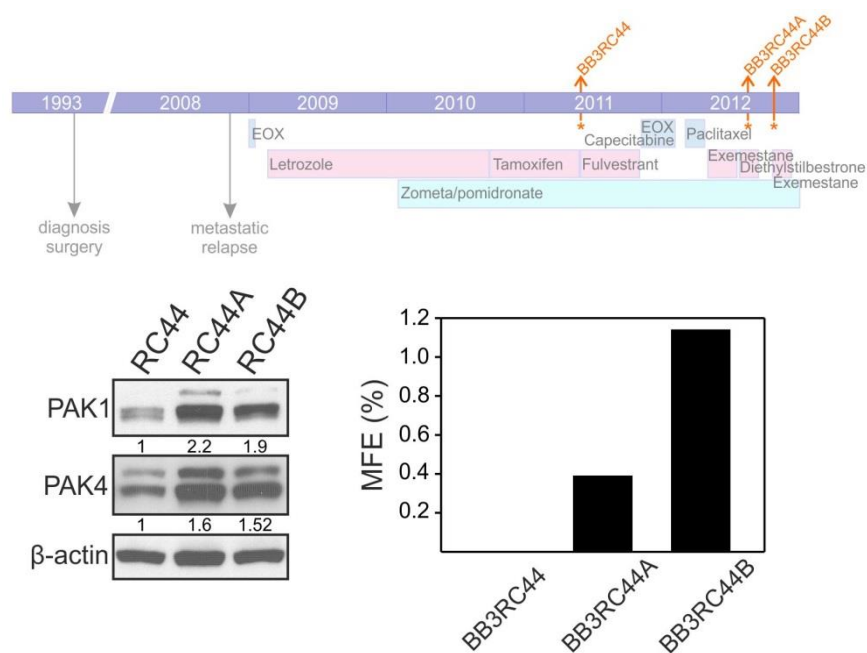 BB3RC44
BB3RC44A
BB3RC44B
1993 2008 2009 2010 2011 2012
EOX
Capecitabine
EOX
Paclitaxel
Letrozole
Tamoxifen
Fulvestrant
Exemestane
Diethylstilbestrone
Exemestane
Zometa/pomidronate
diagnosis
surgery
metastatic
relapse
RC44
RC44A
RC44B
PAK1
1 2.2 1.9
PAK4
1 1.6 1.52
β-actin
MFE (%)
1.2
1.0
0.8
0.6
0.4
0.2
BB3RC44
BB3RC44A
BB3RC44B